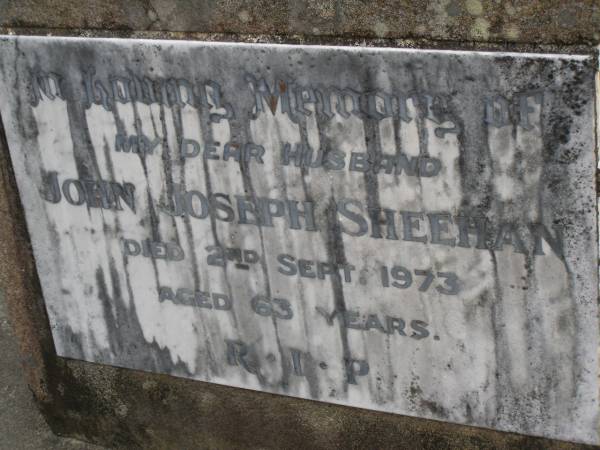 In Loving Memory of
MY DEAR HUSBAND
JOHN JOSEPH SHEEHAN
DIED 2ND SEPT. 1973
AGED 63 YEARS.
R·I·P